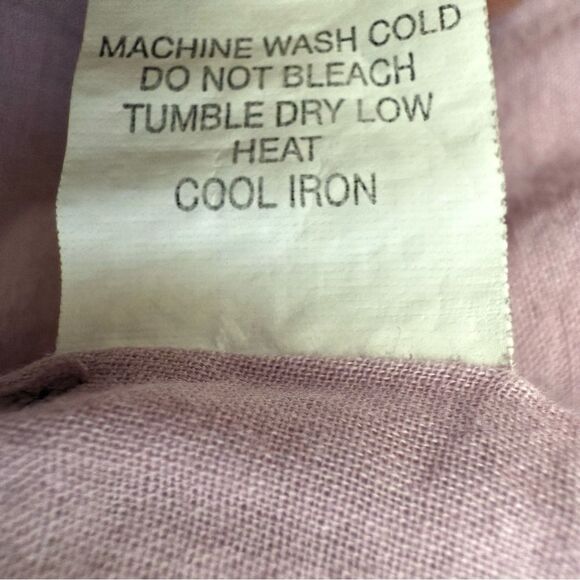 MACHINE WASH COLD
DO NOT BLEACH
TUMBLE DRY LOW
HEAT
COOL IRON